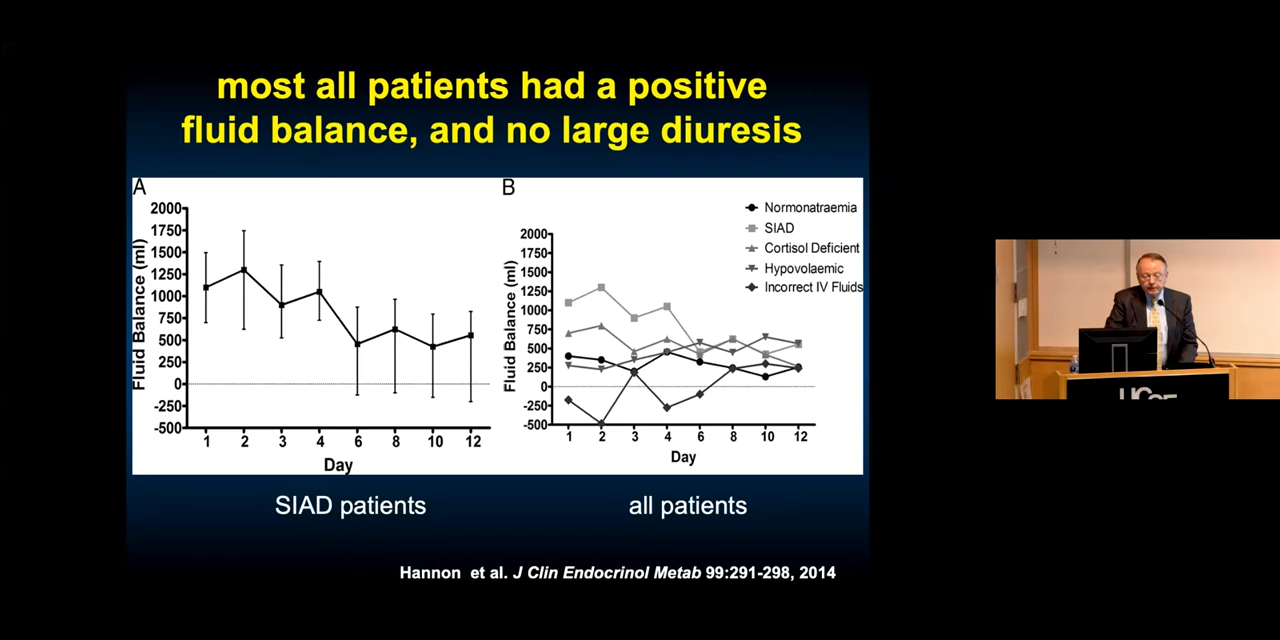 most all patients had a positive
fluid balance, and no large diuresis
A
2000
1750
1500
1250
1000
750
500
250
0
-250
-500
Fluid Balance (ml)
1 2 3 4 6 8 10 12
Day
B
Normonatraemia
SIAD
Cortisol Deficient
Hypovolaemic
Incorrect IV Fluids
2000
1750
1500
1250
1000
750
500
250
0
-250
-500
Fluid Balance (ml)
1 2 3 4 6 8 10 12
Day
SIAD patients
all patients
Hannon et al. J Clin Endocrinol Metab 99:291-298, 2014